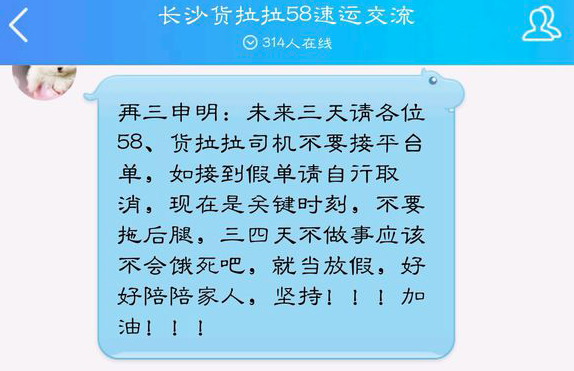 长沙货拉拉58速运交流
314人在线
再三申明：未来三天请各位
58、货拉拉司机不要接平台
单，如接到假单请自行取
消，现在是关键时刻，不要
拖后腿，三四天不做事应该
不会饿死吧，就当放假，好
好陪陪家人，坚持！！！加
油！！！